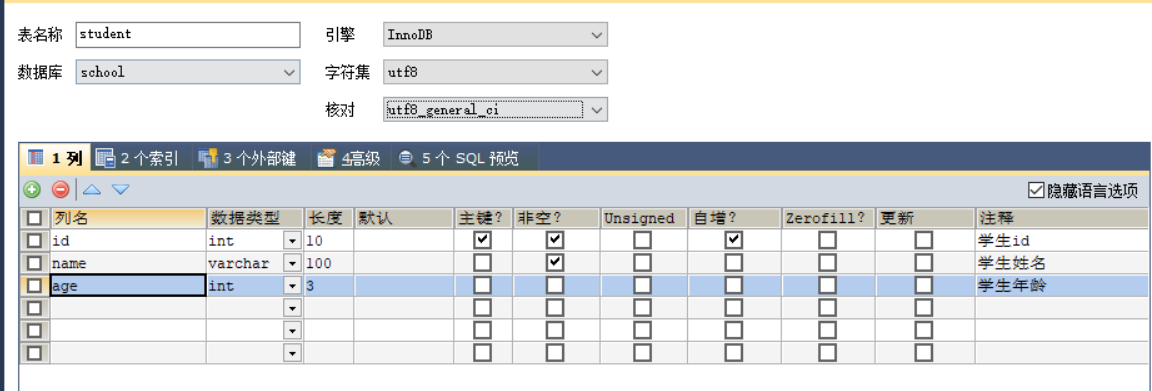 表名称 student 引擎 InnoDB
数据库 school 字符集 utf8
核对 utf8_general_ci
1 列 2 个索引 3 个外部键 4高级 5 个 SQL 预览
隐藏语言选项
列名 数据类型 长度 默认 主键? 非空? Unsigned 自增? Zerofill? 更新 注释
id int 10 学生id
name varchar 100 学生姓名
age int 3 学生年龄